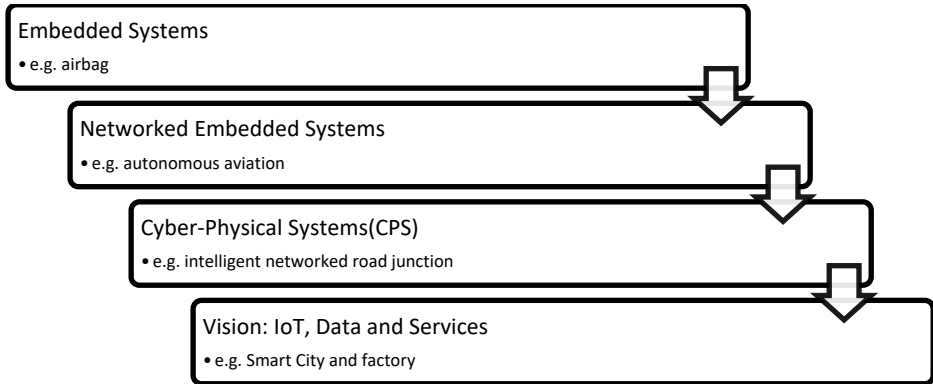 Embedded Systems
• e.g. airbag
Networked Embedded Systems
• e.g. autonomous aviation
Cyber-Physical Systems(CPS)
• e.g. intelligent networked road junction
Vision: IoT, Data and Services
• e.g. Smart City and factory